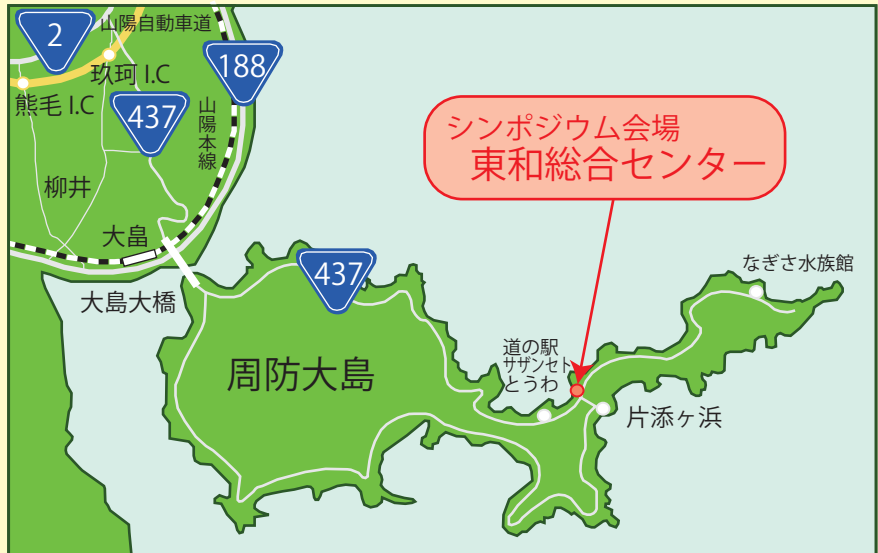 2
山陽自動車道
188
玖珂 I.C
熊毛 I.C
437
山陽本線
柳井
大畠
大島大橋
シンポジウム会場
東和総合センター
437
周防大島
なぎさ水族館
道の駅
サザンセト
とうわ
片添ヶ浜